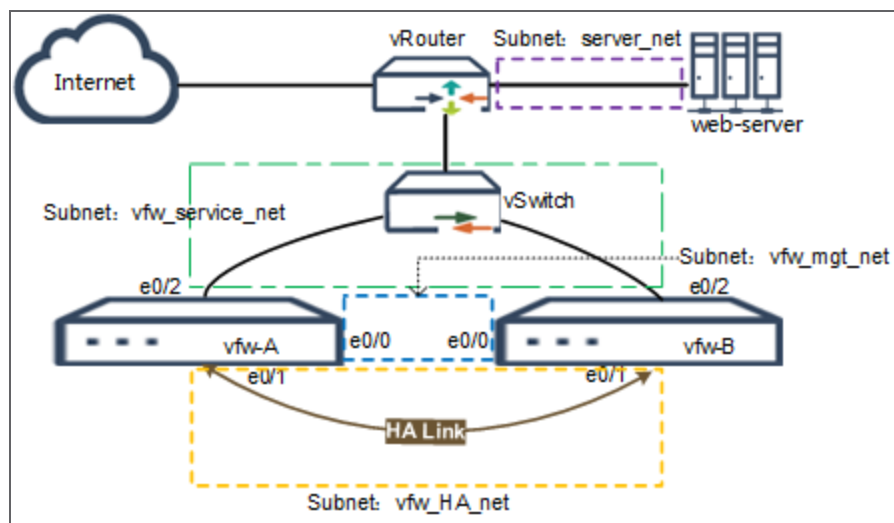 vRouter
Subnet：server_net
Internet
web-server
Subnet：vfw_service_net
vSwitch
Subnet：vfw_mgt_net
e0/2
e0/2
vfw-A
e0/0
e0/0
vfw-B
e0/1
e0/1
HA Link
Subnet：vfw_HA_net